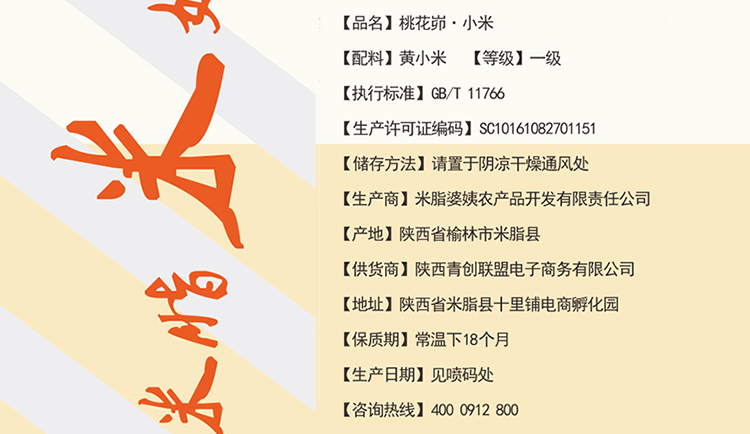 米
脂
米
【品名】桃花峁·小米
【配料】黄小米 【等级】一级
【执行标准】GB/T 11766
【生产许可证编码】SC10161082701151
【储存方法】请置于阴凉干燥通风处
【生产商】米脂婆姨农产品开发有限责任公司
【产地】陕西省榆林市米脂县
【供货商】陕西青创联盟电子商务有限公司
【地址】陕西省米脂县十里铺电商孵化园
【保质期】常温下18个月
【生产日期】见喷码处
【咨询热线】400 0912 800